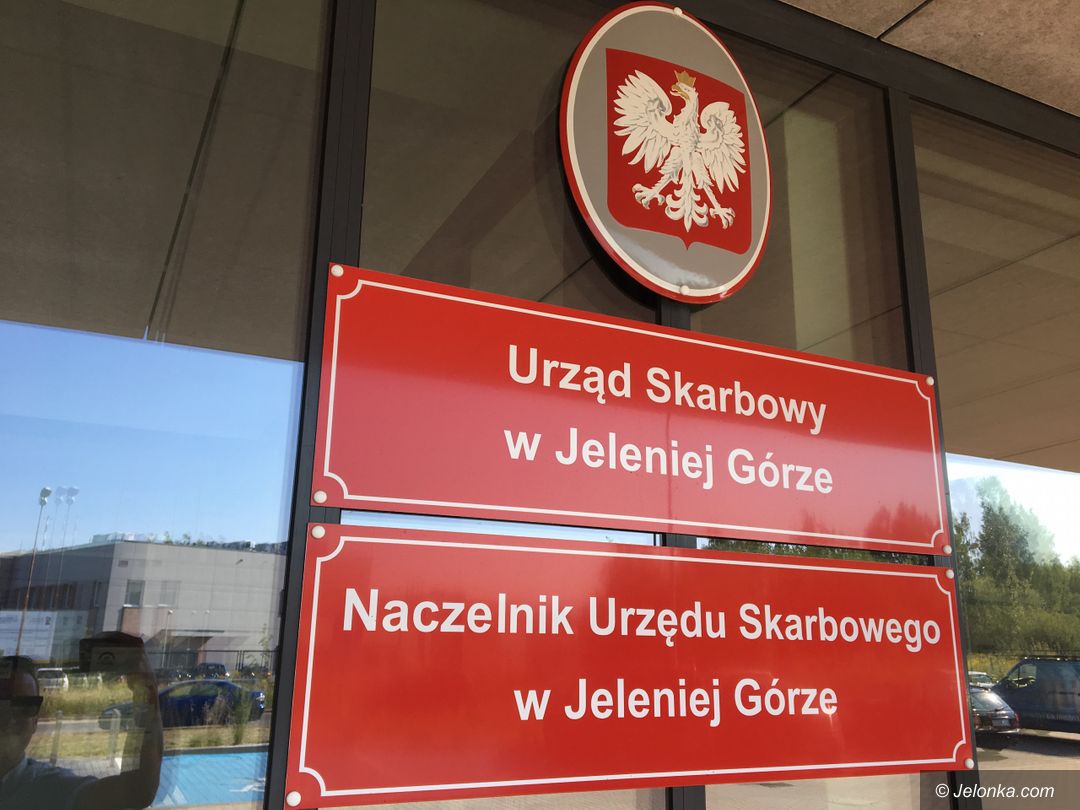 Urząd Skarbowy
w Jeleniej Górze
Naczelnik Urzędu Skarbowego
w Jeleniej Górze
© Jelonka.com